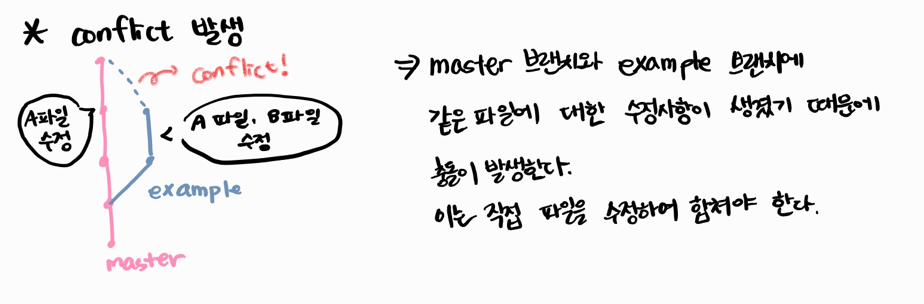 * conflict 발생
conflict!
A파일
수정
A 파일, B파일
수정
example
master
⇒ master 브랜치와 example 브랜치에
같은 파일에 대한 수정사항이 생겼기 때문에
충돌이 발생한다.
이는 직접 파일을 수정하여 합쳐야 한다.